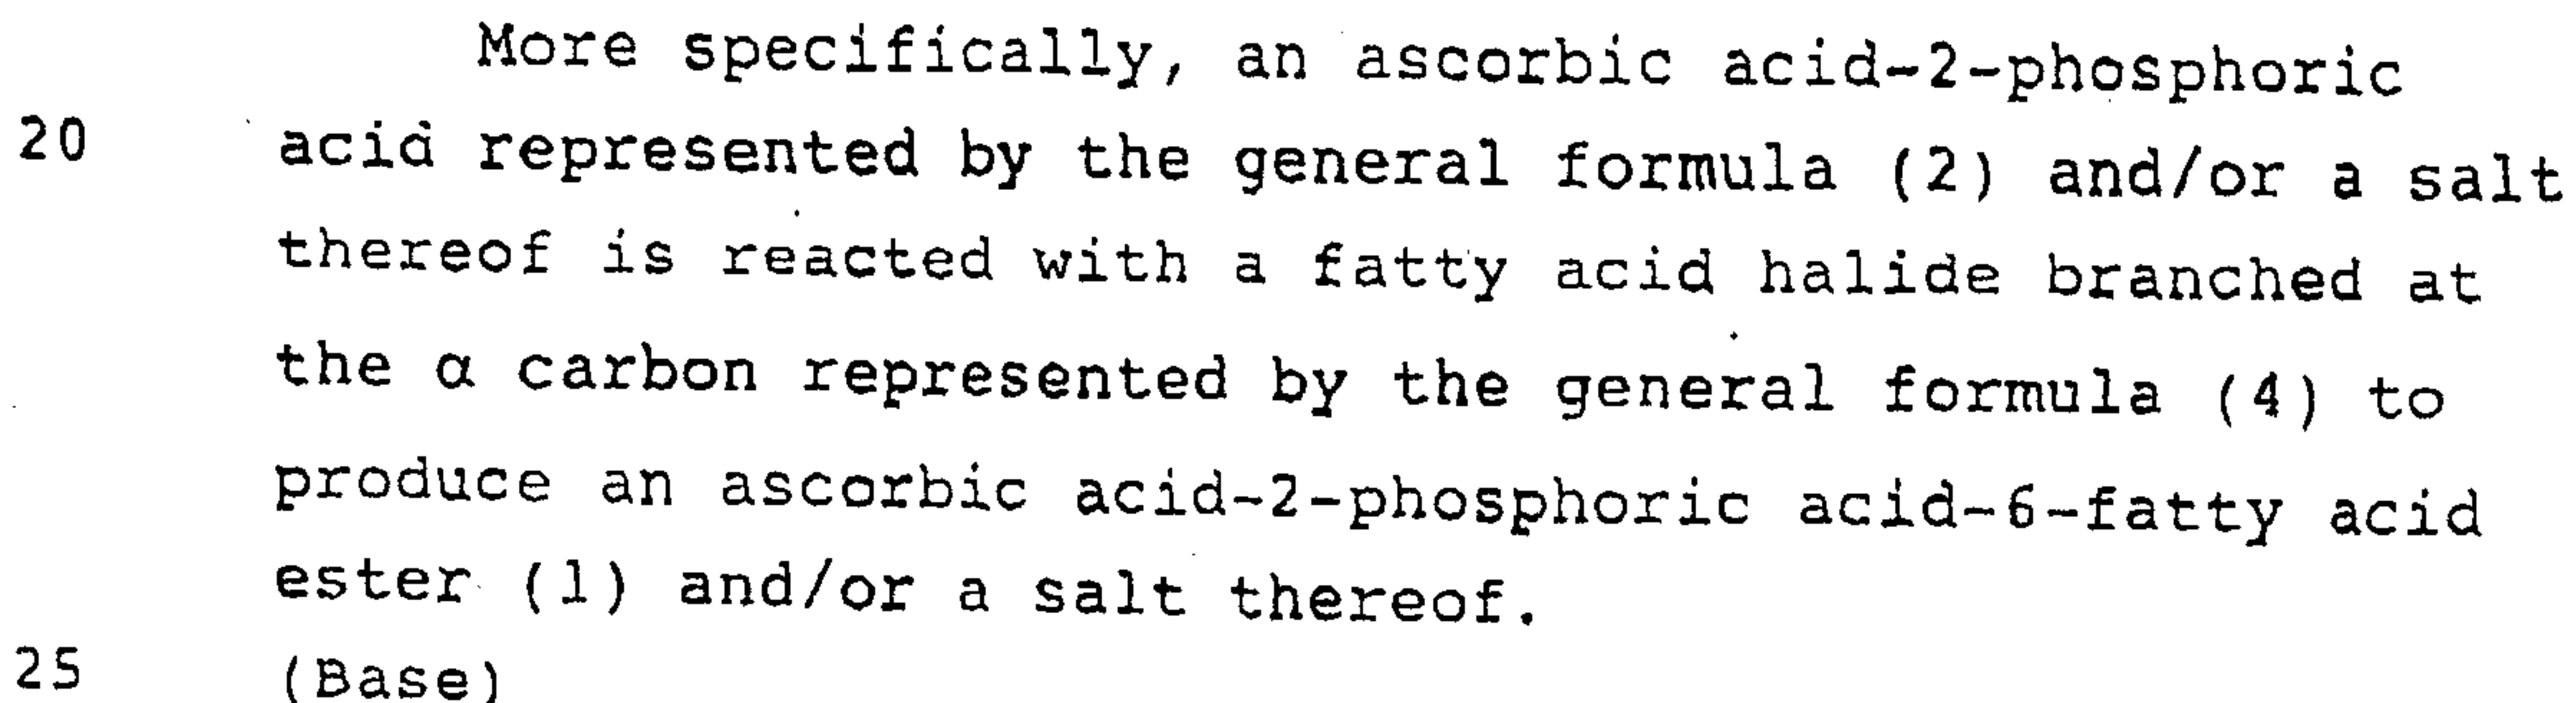 More specifically, an ascorbic acid-2-phosphoric
20 acid represented by the general formula (2) and/or a salt
thereof is reacted with a fatty acid halide branched at
the α carbon represented by the general formula (4) to
produce an ascorbic acid-2-phosphoric acid-6-fatty acid
ester (1) and/or a salt thereof.
25 (Base)